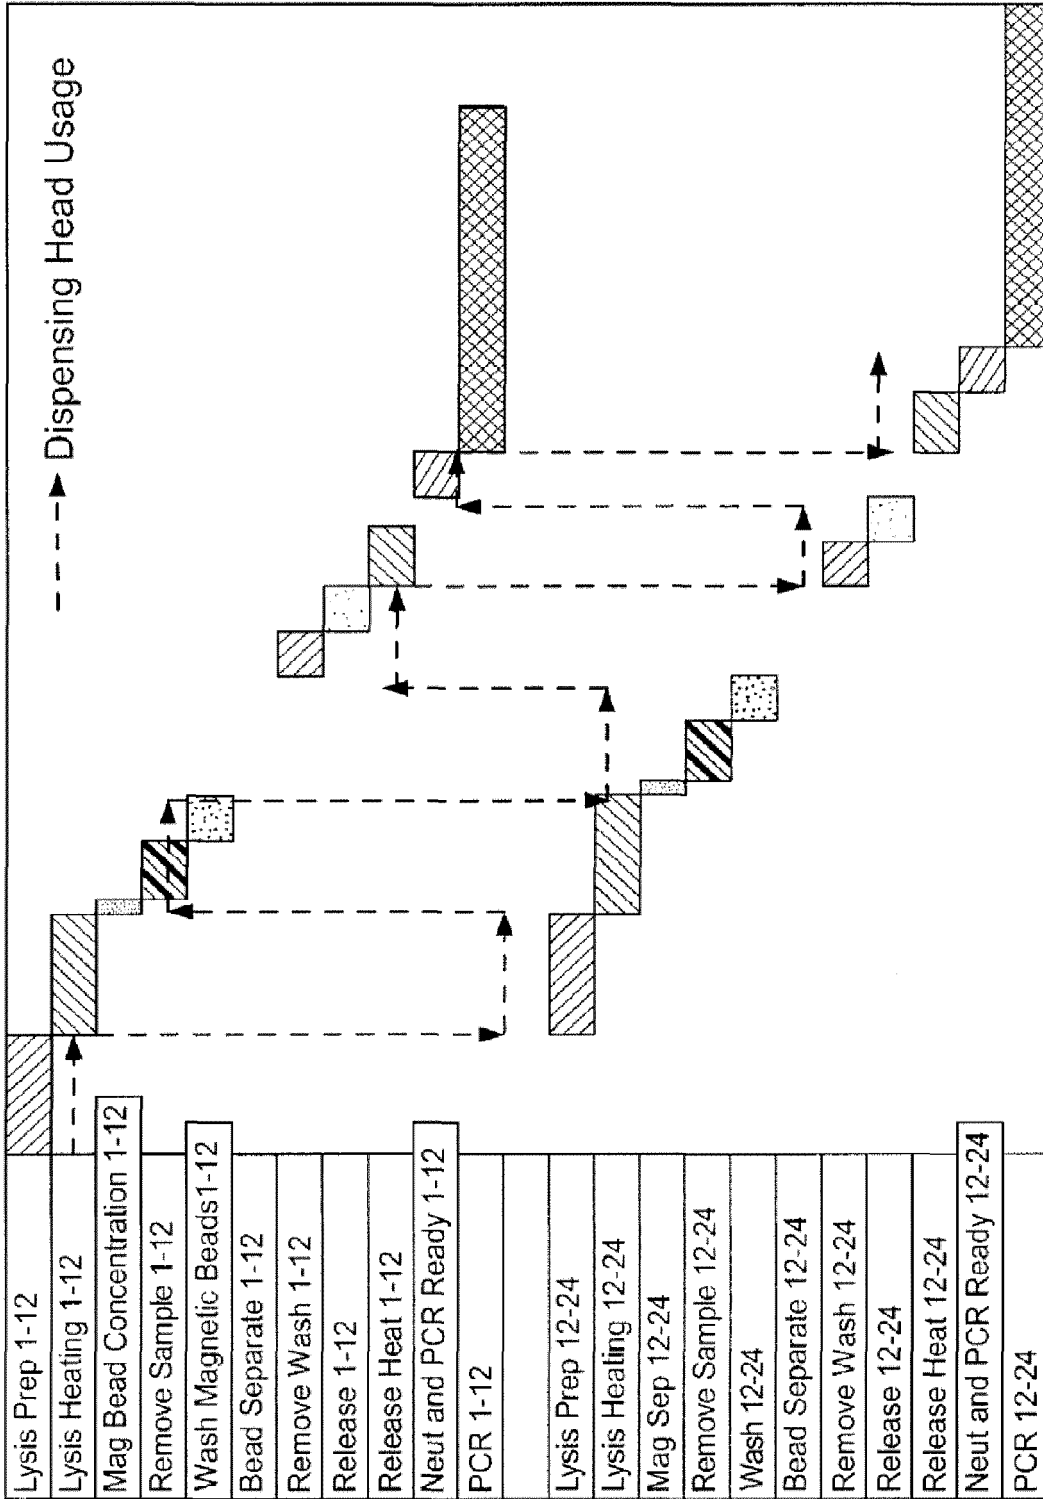 Lysis Prep 1-12
Lysis Heating 1-12
Mag Bead Concentration 1-12
Remove Sample 1-12
Wash Magnetic Beads1-12
Bead Separate 1-12
Remove Wash 1-12
Release 1-12
Release Heat 1-12
Neut and PCR Ready 1-12
PCR 1-12
Lysis Prep 12-24
Lysis Heating 12-24
Mag Sep 12-24
Remove Sample 12-24
Wash 12-24
Bead Separate 12-24
Remove Wash 12-24
Release 12-24
Release Heat 12-24
Neut and PCR Ready 12-24
PCR 12-24
Dispensing Head Usage